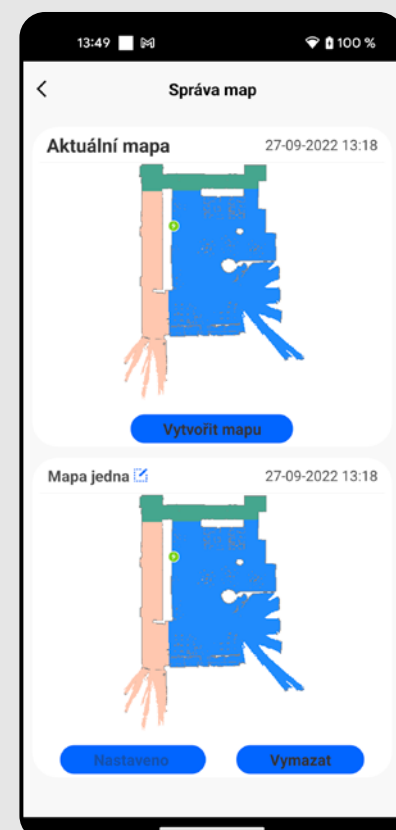 13:49 100 %
Správa map
Aktuální mapa 27-09-2022 13:18
Vytvořit mapu
Mapa jedna 27-09-2022 13:18
Nastaveno Vymazat